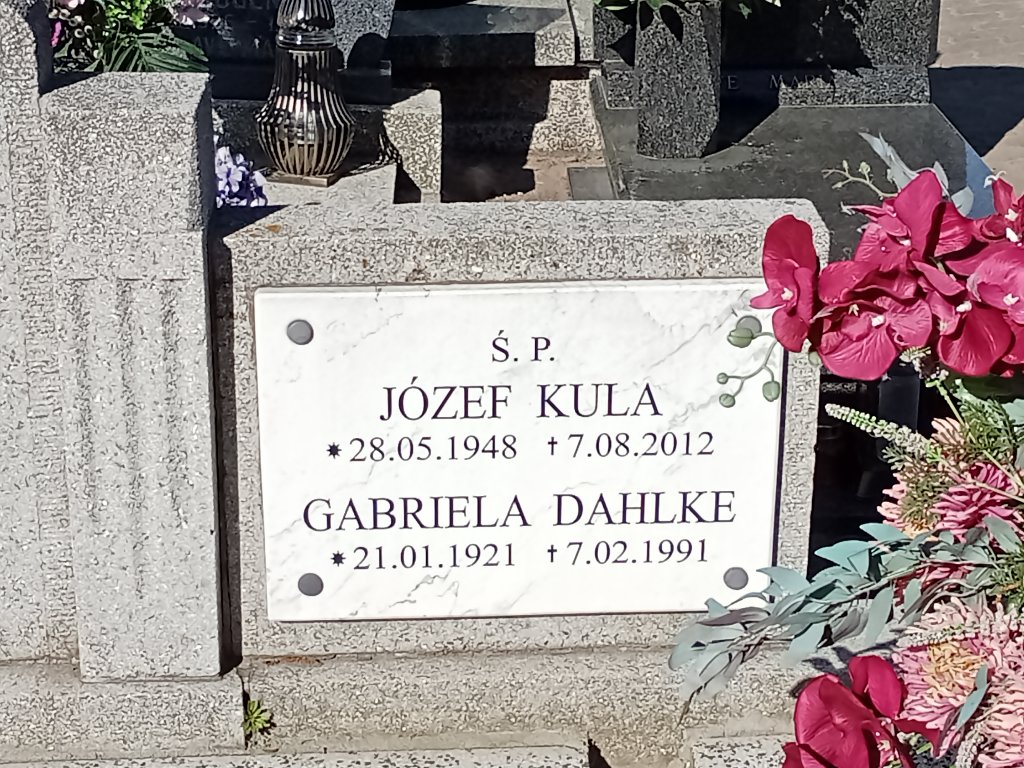 Ś. P.
JÓZEF KULA
✷ 28.05.1948 † 7.08.2012
GABRIELA DAHLKE
✷ 21.01.1921 † 7.02.1991